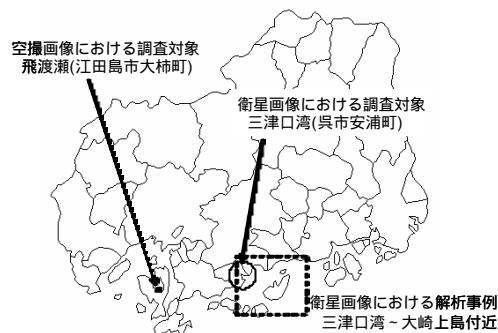 空撮画像における調査対象
飛渡瀬(江田島市大柿町)
衛星画像における調査対象
三津口湾(呉市安浦町)
衛星画像における解析事例
三津口湾~大崎上島付近